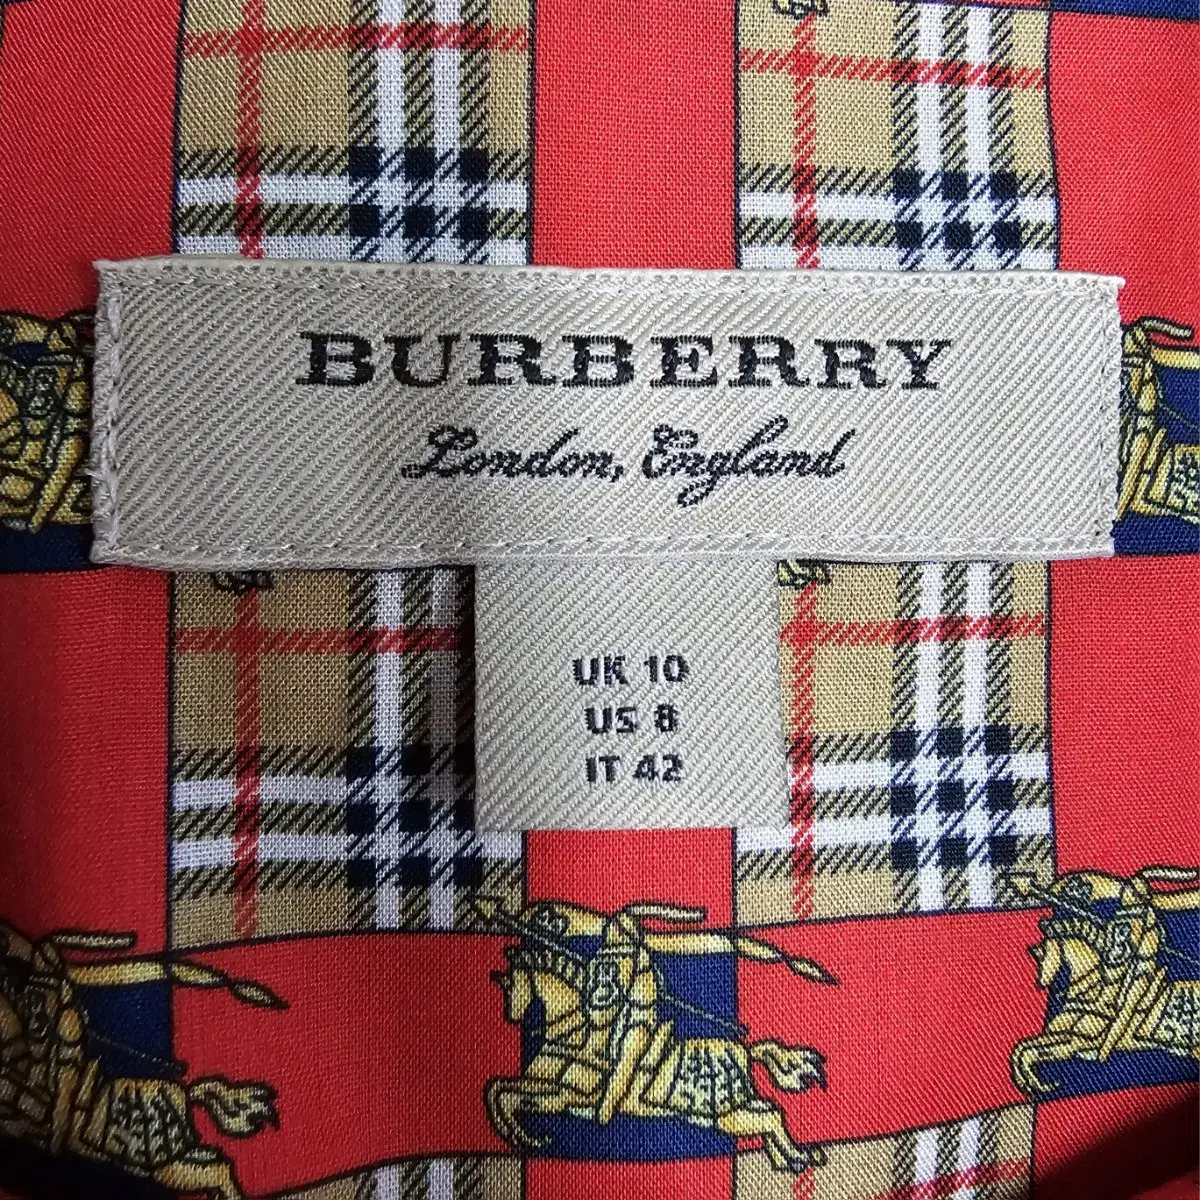 BURBERRY
London, England
UK 10
US 8
IT 42